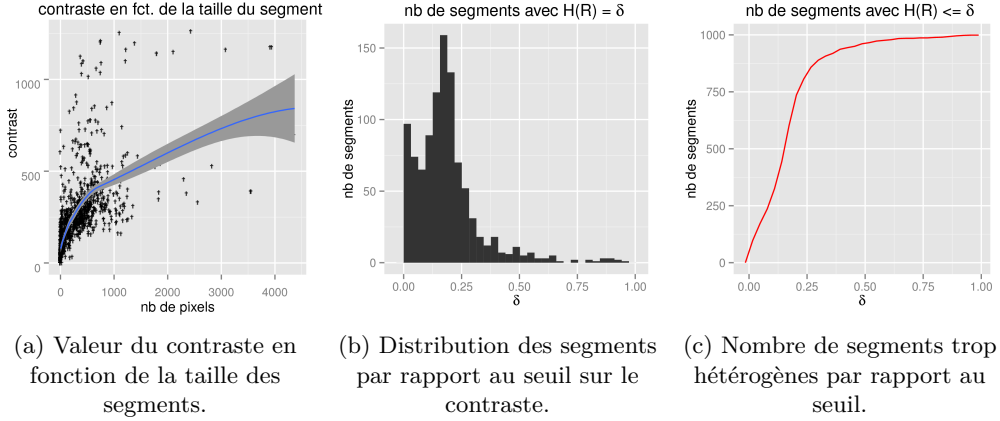 contraste en fct. de la taille du segment
contrast
1000
500
0
0 1000 2000 3000 4000
nb de pixels
(a) Valeur du contraste en
fonction de la taille des
segments.
nb de segments avec H(R) = δ
nb de segments
150
100
50
0
0.00 0.25 0.50 0.75 1.00
δ
(b) Distribution des segments
par rapport au seuil sur le
contraste.
nb de segments avec H(R) <= δ
nb de segments
1000
750
500
250
0
0.00 0.25 0.50 0.75 1.00
δ
(c) Nombre de segments trop
hétérogènes par rapport au
seuil.